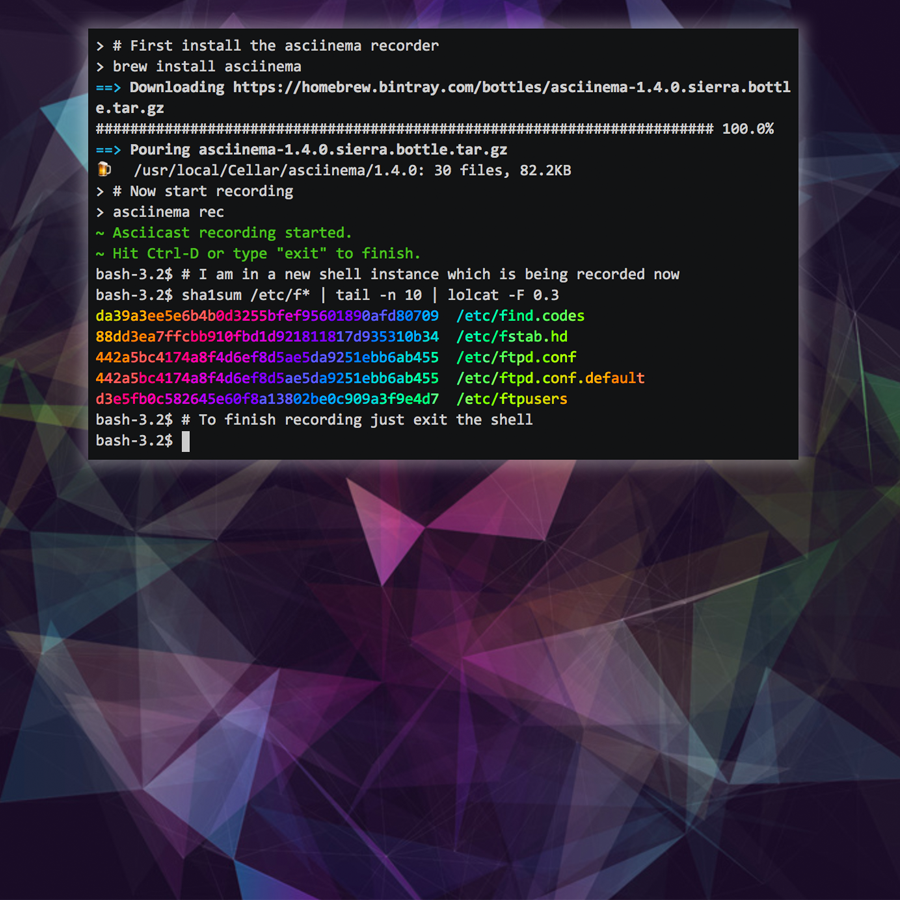 > # First install the asciinema recorder
> brew install asciinema
==> Downloading https://homebrew.bintray.com/bottles/asciinema-1.4.0.sierra.bottl
e.tar.gz
######################################################################## 100.0%
==> Pouring asciinema-1.4.0.sierra.bottle.tar.gz
🍺  /usr/local/Cellar/asciinema/1.4.0: 30 files, 82.2KB
> # Now start recording
> asciinema rec
~ Asciicast recording started.
~ Hit Ctrl-D or type "exit" to finish.
bash-3.2$ # I am in a new shell instance which is being recorded now
bash-3.2$ sha1sum /etc/f* | tail -n 10 | lolcat -F 0.3
da39a3ee5e6b4b0d3255bfef95601890afd80709  /etc/find.codes
88dd3ea7ffcbb910fbd1d921811817d935310b34  /etc/fstab.hd
442a5bc4174a8f4d6ef8d5ae5da9251ebb6ab455  /etc/ftpd.conf
442a5bc4174a8f4d6ef8d5ae5da9251ebb6ab455  /etc/ftpd.conf.default
d3e5fb0c582645e60f8a13802be0c909a3f9e4d7  /etc/ftpusers
bash-3.2$ # To finish recording just exit the shell
bash-3.2$